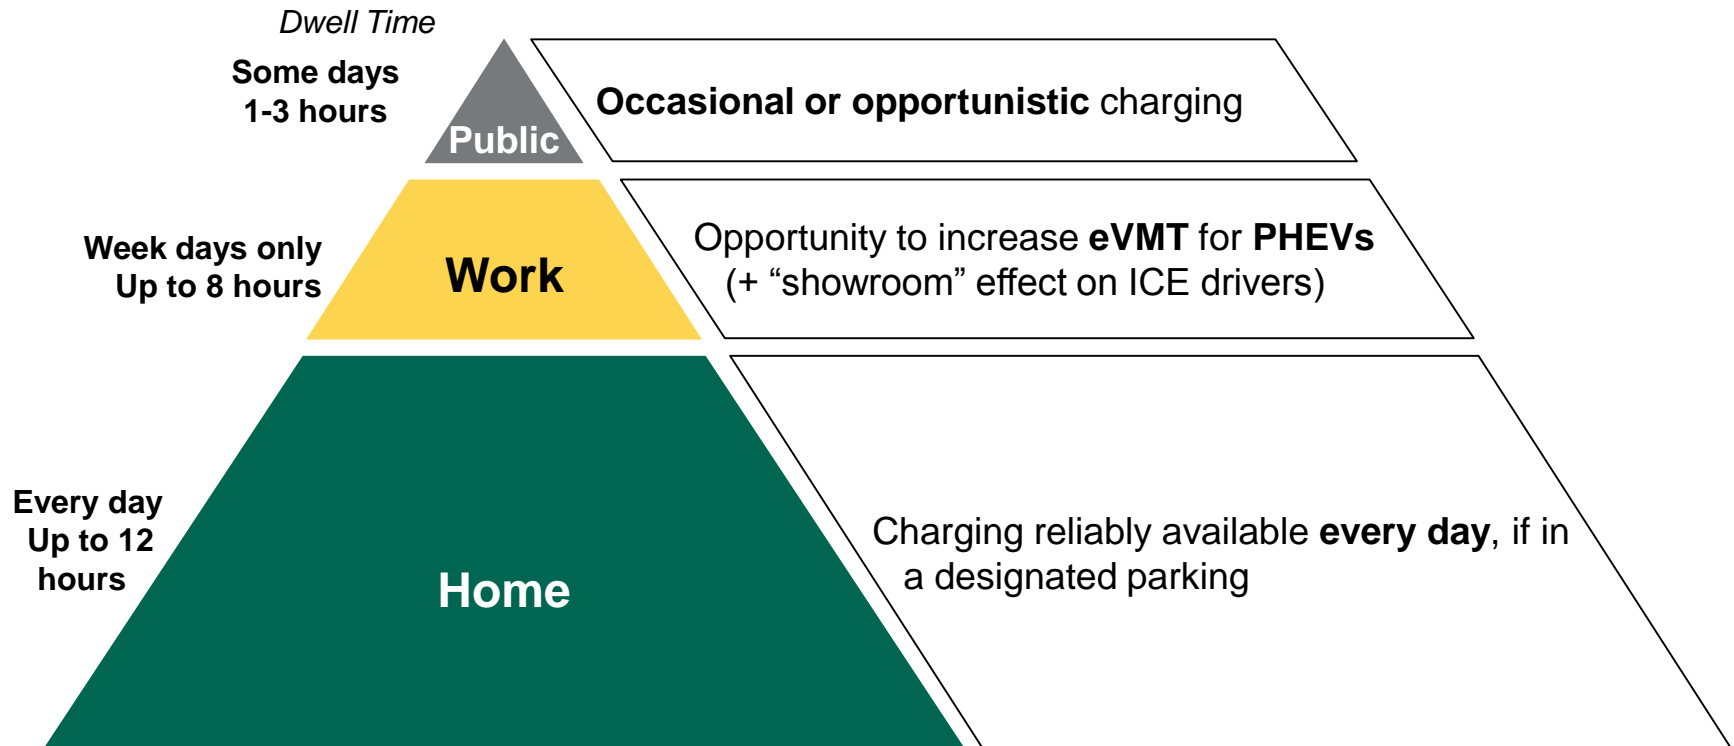 Dwell Time
Some days
1-3 hours
Public
Occasional or opportunistic charging
Week days only
Up to 8 hours
Work
Opportunity to increase eVMT for PHEVs
(+ “showroom” effect on ICE drivers)
Every day
Up to 12
hours
Home
Charging reliably available every day, if in
a designated parking